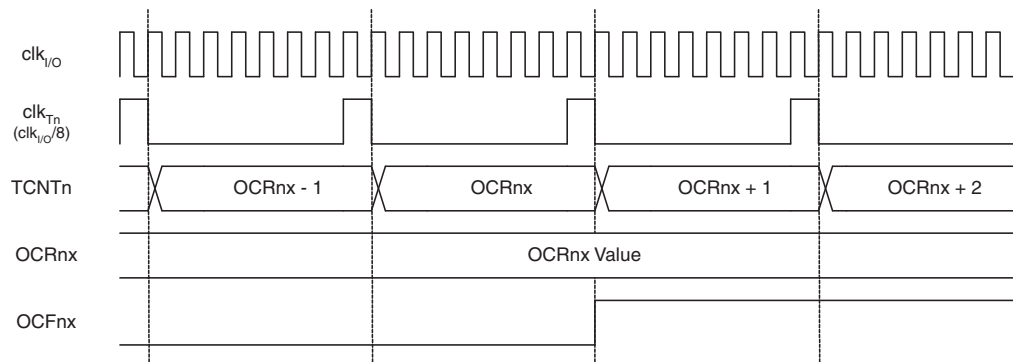 clkI/O
clkTn
(clkI/O/8)
TCNTn OCRnx - 1 OCRnx OCRnx + 1 OCRnx + 2
OCRnx OCRnx Value
OCFnx